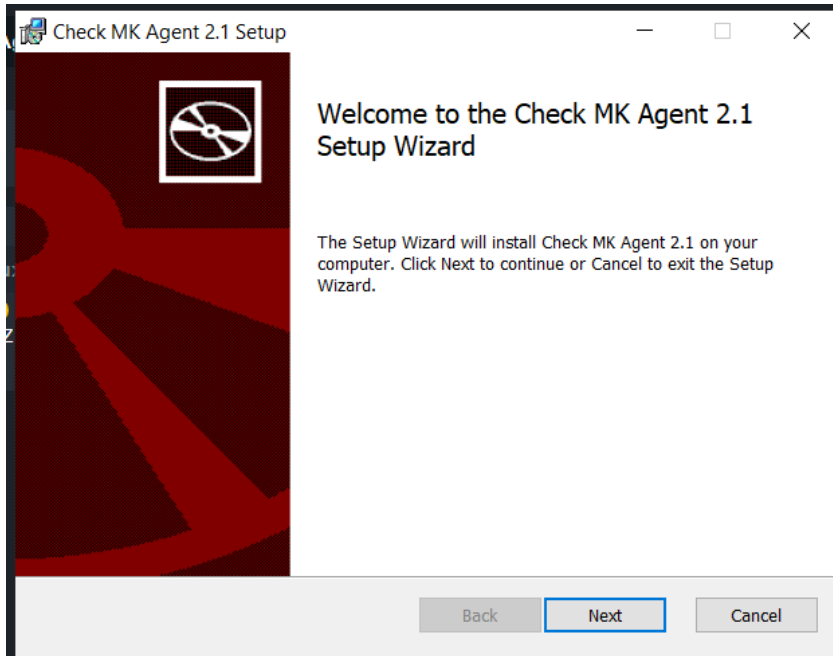 Check MK Agent 2.1 Setup
Welcome to the Check MK Agent 2.1
Setup Wizard
The Setup Wizard will install Check MK Agent 2.1 on your
computer. Click Next to continue or Cancel to exit the Setup
Wizard.
Back
Next
Cancel